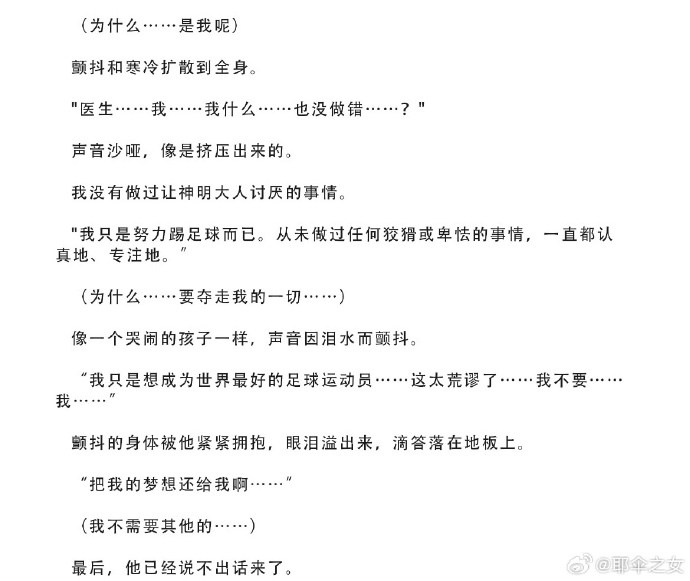 （为什么……是我呢）
颤抖和寒冷扩散到全身。
"医生……我……我什么……也没做错……？"
声音沙哑，像是挤压出来的。
我没有做过让神明大人讨厌的事情。
"我只是努力踢足球而已。从未做过任何狡猾或卑怯的事情，一直都认
真地、专注地。”
（为什么……要夺走我的一切……）
像一个哭闹的孩子一样，声音因泪水而颤抖。
“我只是想成为世界最好的足球运动员……这太荒谬了……我不要……
我……”
颤抖的身体被他紧紧拥抱，眼泪溢出来，滴答落在地板上。
“把我的梦想还给我啊……”
（我不需要其他的……）
最后，他已经说不出话来了。
@耶伞之女